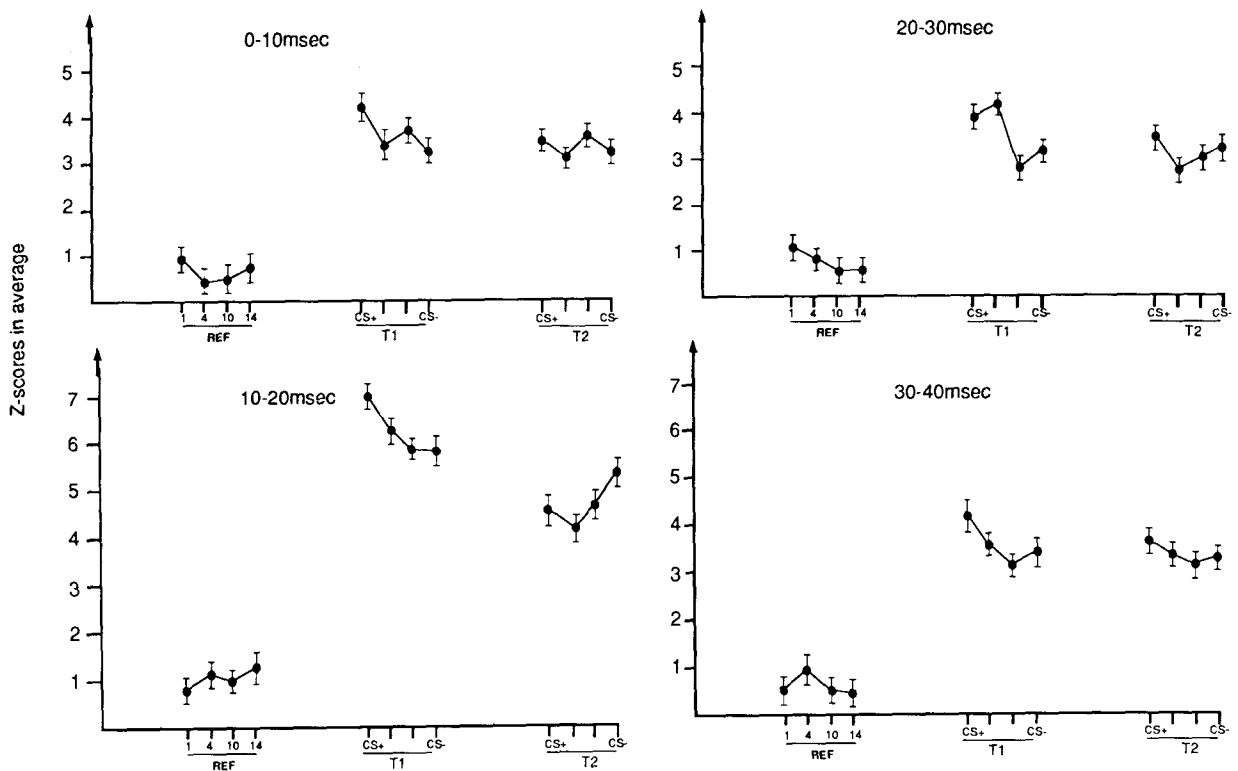 Z-scores in average
0-10msec
5
4
3
2
1
1 4 10 14
REF
CS+ CS-
T1
CS+ CS-
T2
20-30msec
5
4
3
2
1
1 4 10 14
REF
CS+ CS-
T1
CS+ CS-
T2
10-20msec
7
6
5
4
3
2
1
1 4 10 14
REF
CS+ CS-
T1
CS+ CS-
T2
30-40msec
7
6
5
4
3
2
1
1 4 10 14
REF
CS+ CS-
T1
CS+ CS-
T2